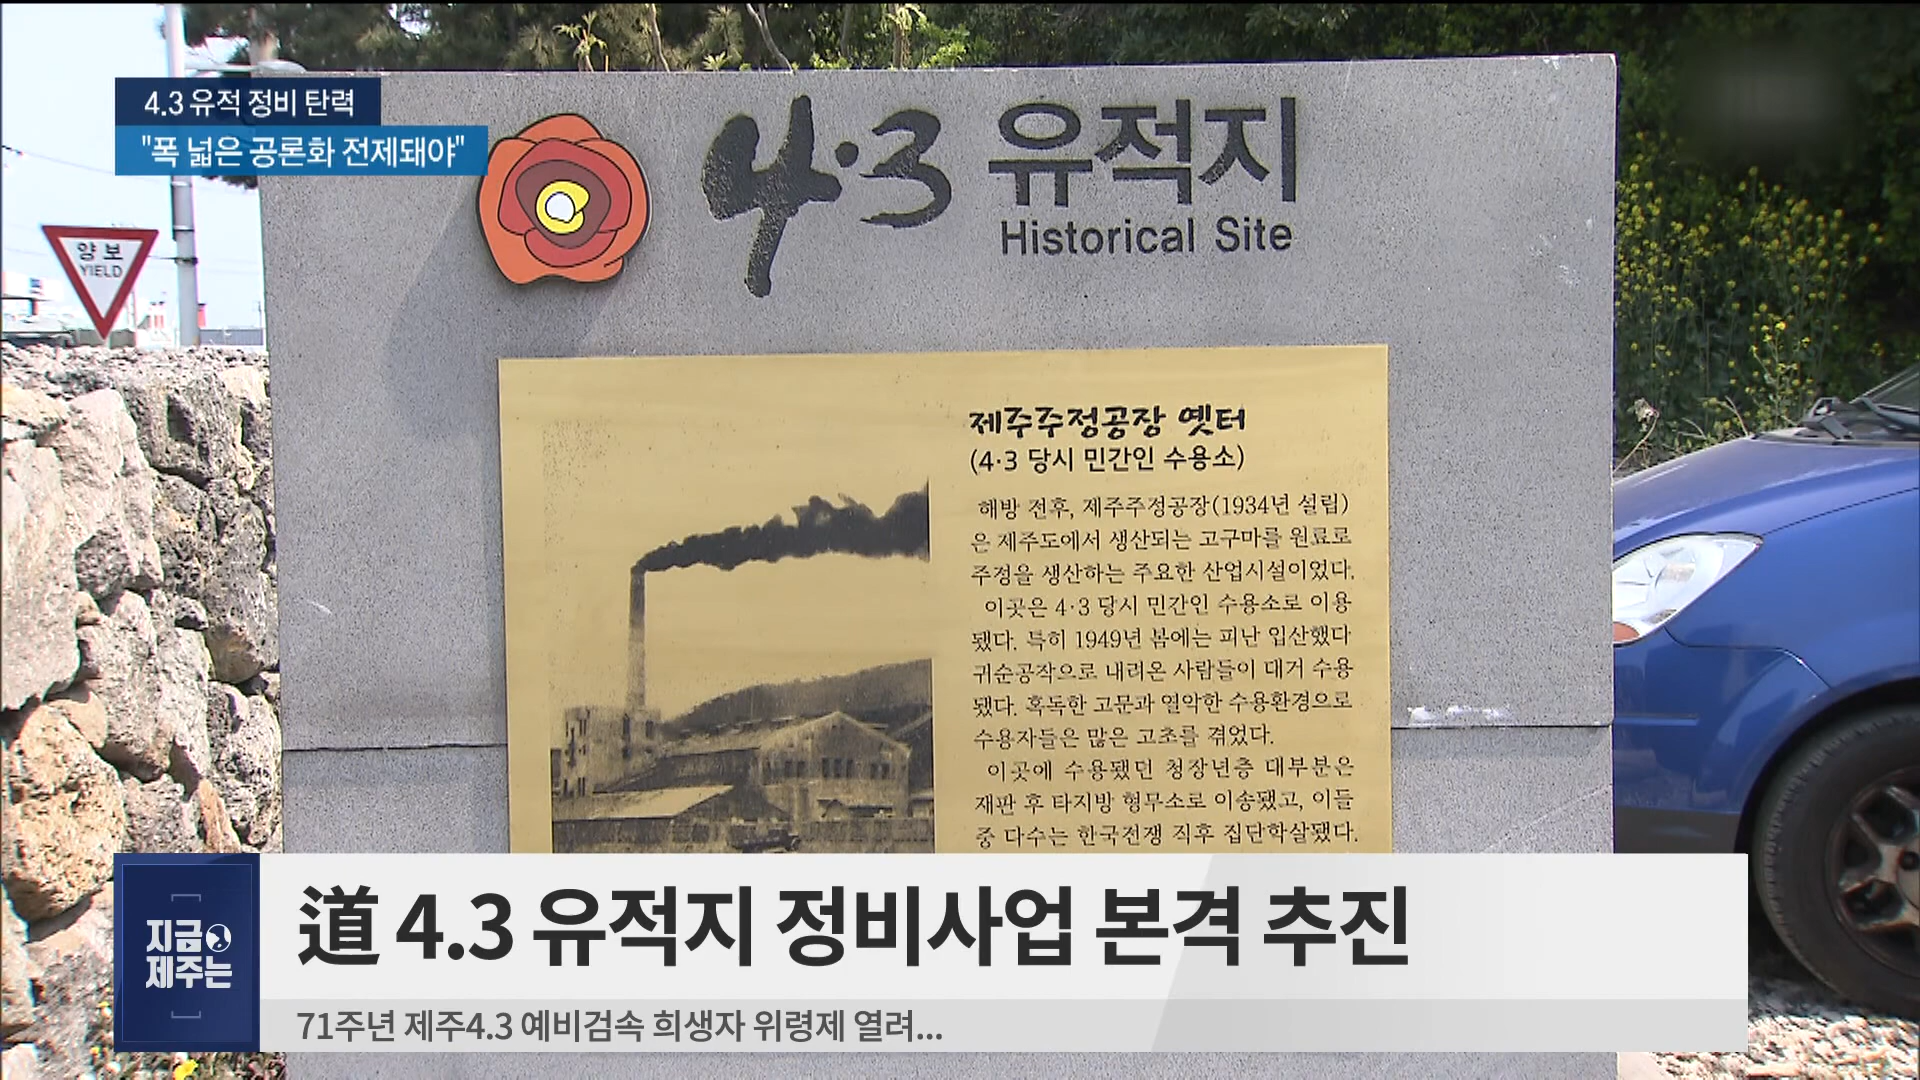 4.3 유적 정비 탄력
"폭 넓은 공론화 전제돼야"
4·3 유적지
Historical Site
양보
YIELD
제주주정공장 옛터
(4·3 당시 민간인 수용소)
해방 전후, 제주주정공장(1934년 설립)
은 제주도에서 생산되는 고구마를 원료로
주정을 생산하는 주요한 산업시설이었다.
이곳은 4·3 당시 민간인 수용소로 이용
됐다. 특히 1949년 봄에는 피난 입산했다
귀순공작으로 내려온 사람들이 대거 수용
됐다. 혹독한 고문과 열악한 수용환경으로
수용자들은 많은 고초를 겪었다.
이곳에 수용됐던 청장년층 대부분은
재판 후 타지방 형무소로 이송됐고, 이들
중 다수는 한국전쟁 직후 집단학살됐다.
지금
제주는
道 4.3 유적지 정비사업 본격 추진
71주년 제주4.3 예비검속 희생자 위령제 열려...